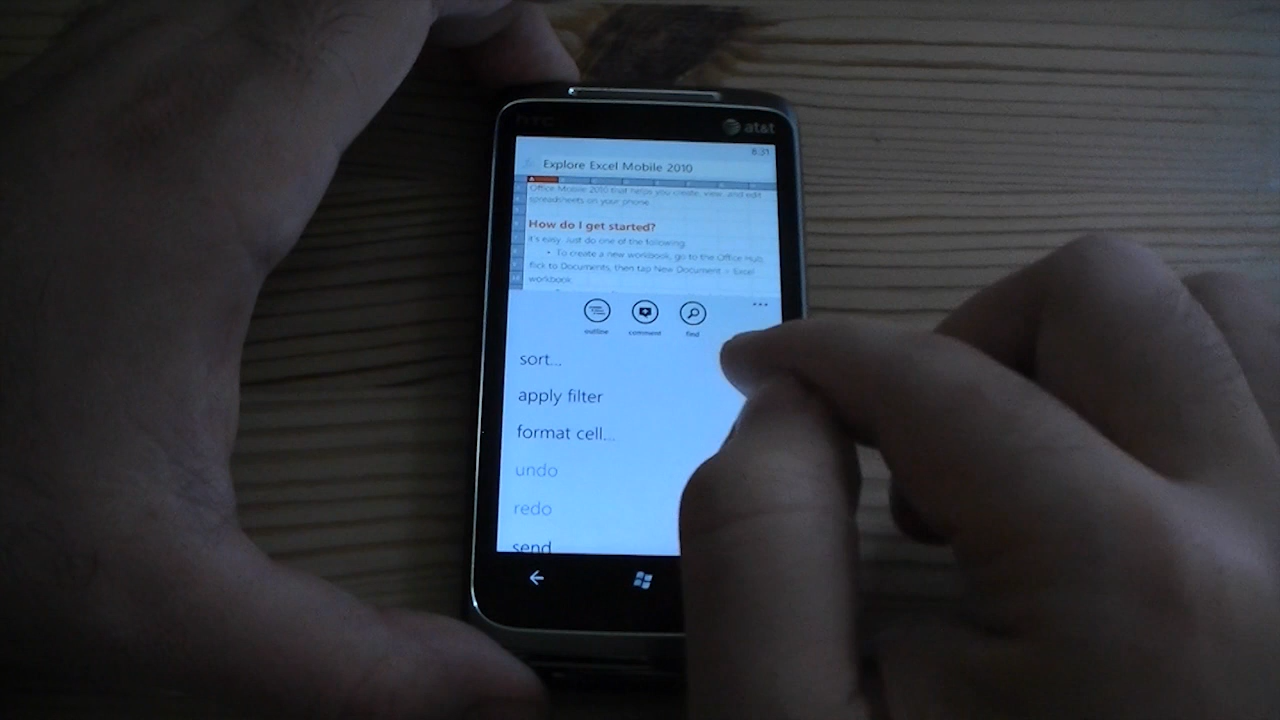 hTC
at&t
8:31
Explore Excel Mobile 2010
Office Mobile 2010 that helps you create, view, and edit
spreadsheets on your phone.
How do I get started?
It's easy. Just do one of the following:
• To create a new workbook, go to the Office Hub,
flick to Documents, then tap New Document > Excel
workbook.
outline comment find
sort...
apply filter
format cell...
undo
redo
send